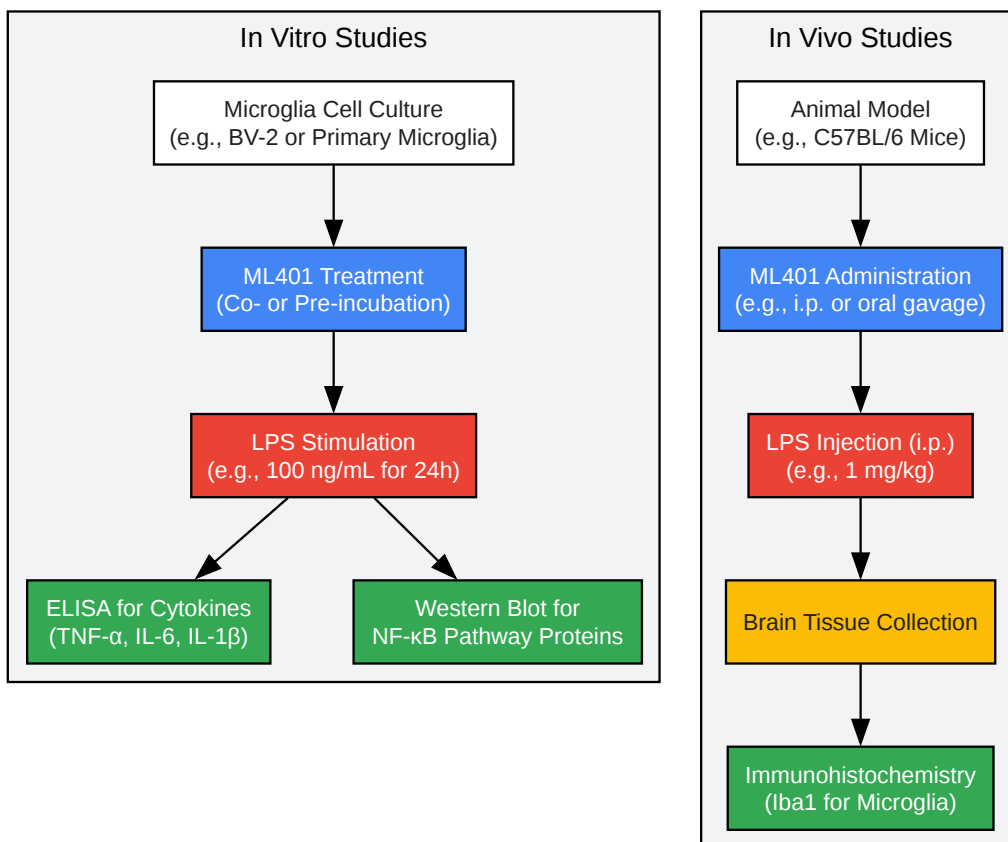 In Vitro Studies
Microglia Cell Culture
(e.g., BV-2 or Primary Microglia)
ML401 Treatment
(Co- or Pre-incubation)
LPS Stimulation
(e.g., 100 ng/mL for 24h)
ELISA for Cytokines
(TNF-α, IL-6, IL-1β)
Western Blot for
NF-κB Pathway Proteins
In Vivo Studies
Animal Model
(e.g., C57BL/6 Mice)
ML401 Administration
(e.g., i.p. or oral gavage)
LPS Injection (i.p.)
(e.g., 1 mg/kg)
Brain Tissue Collection
Immunohistochemistry
(Iba1 for Microglia)